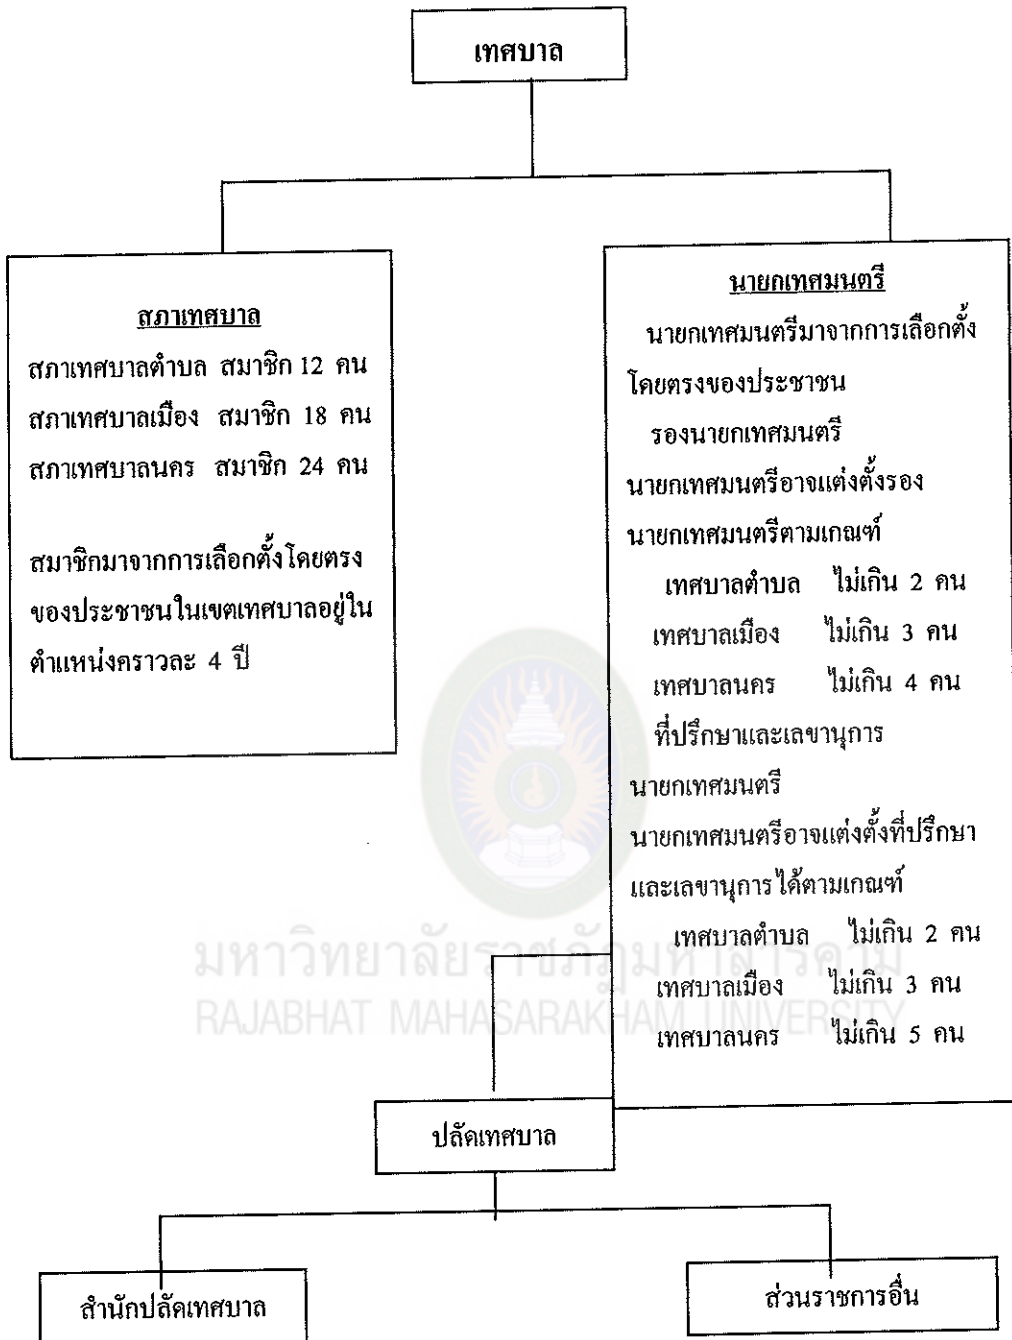 เทศบาล
สภาเทศบาล
สภาเทศบาลตำบล สมาชิก 12 คน
สภาเทศบาลเมือง สมาชิก 18 คน
สภาเทศบาลนคร สมาชิก 24 คน
สมาชิกมาจากการเลือกตั้งโดยตรง
ของประชาชนในเขตเทศบาลอยู่ใน
ตำแหน่งคราวละ 4 ปี
นายกเทศมนตรี
นายกเทศมนตรีมาจากการเลือกตั้ง
โดยตรงของประชาชน
รองนายกเทศมนตรี
นายกเทศมนตรีอาจแต่งตั้งรอง
นายกเทศมนตรีตามเกณฑ์
เทศบาลตำบล ไม่เกิน 2 คน
เทศบาลเมือง ไม่เกิน 3 คน
เทศบาลนคร ไม่เกิน 4 คน
ที่ปรึกษาและเลขานุการ
นายกเทศมนตรี
นายกเทศมนตรีอาจแต่งตั้งที่ปรึกษา
และเลขานุการได้ตามเกณฑ์
เทศบาลตำบล ไม่เกิน 2 คน
เทศบาลเมือง ไม่เกิน 3 คน
เทศบาลนคร ไม่เกิน 5 คน
มหาวิทยาลัยราชภัฏมหาสารคาม
RAJABHAT MAHASARAKHAM UNIVERSITY
ปลัดเทศบาล
สำนักปลัดเทศบาล
ส่วนราชการอื่น